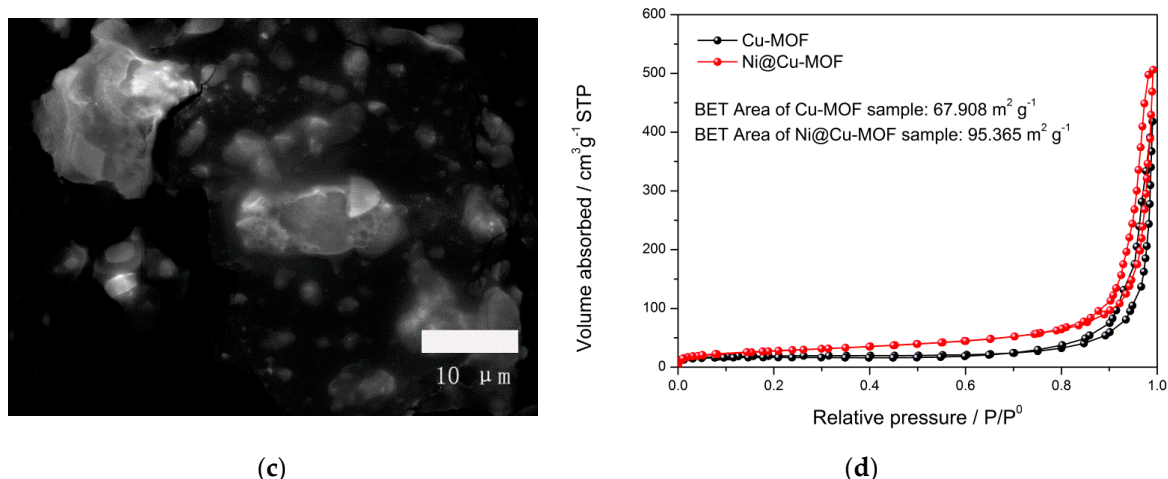 10 μm
(c)
600
500
400
300
200
100
0
0.0 0.2 0.4 0.6 0.8 1.0
Volume absorbed / cm³g⁻¹ STP
Relative pressure / P/P⁰
Cu-MOF
Ni@Cu-MOF
BET Area of Cu-MOF sample: 67.908 m² g⁻¹
BET Area of Ni@Cu-MOF sample: 95.365 m² g⁻¹
(d)